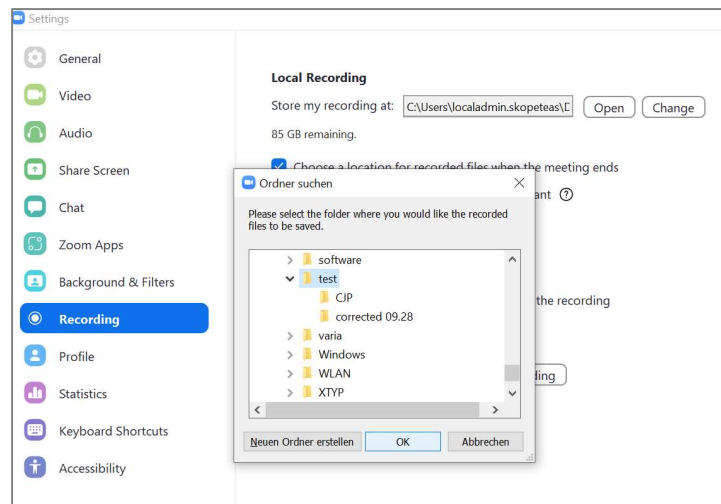 Settings
General
Video
Audio
Share Screen
Chat
Zoom Apps
Background & Filters
Recording
Profile
Statistics
Keyboard Shortcuts
Accessibility
Local Recording
Store my recording at: C:\Users\localadmin.skopeteas\D Open Change
85 GB remaining.
Choose a location for recorded files when the meeting ends
ant ?
the recording
ding
Ordner suchen
Please select the folder where you would like the recorded
files to be saved.
software
test
CJP
corrected 09.28
varia
Windows
WLAN
XTYP
Neuen Ordner erstellen OK Abbrechen